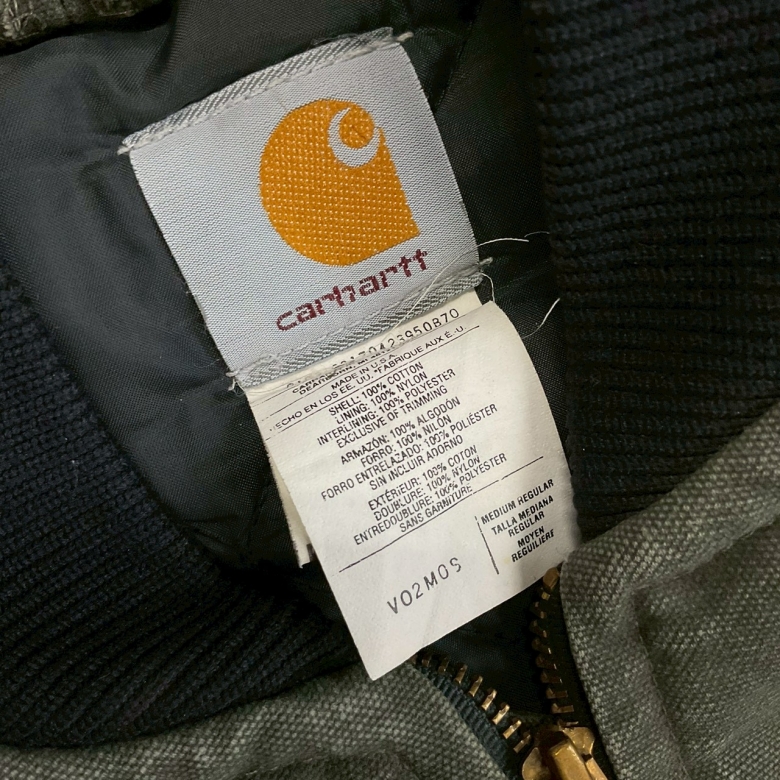 carhartt
MADE IN U.S.A.
HECHO EN LOS EE. UU. FABRIQUE AUX É.-U.
SHELL: 100% COTTON
LINING: 100% NYLON
INTERLINING: 100% POLYESTER
EXCLUSIVE OF TRIMMING
ARMAZÓN: 100% ALGODÓN
FORRO: 100% NILÓN
FORRO ENTRELAZADO: 100% POLIÉSTER
SIN INCLUIR ADORNO
EXTÉRIEUR: 100% COTON
DOUBLURE: 100% NYLON
ENTREDOUBLURE: 100% POLYESTER
SANS GARNITURE
MEDIUM REGULAR
TALLA MEDIANA
REGULAR
MOYEN
REGUILIERE
V02MOS